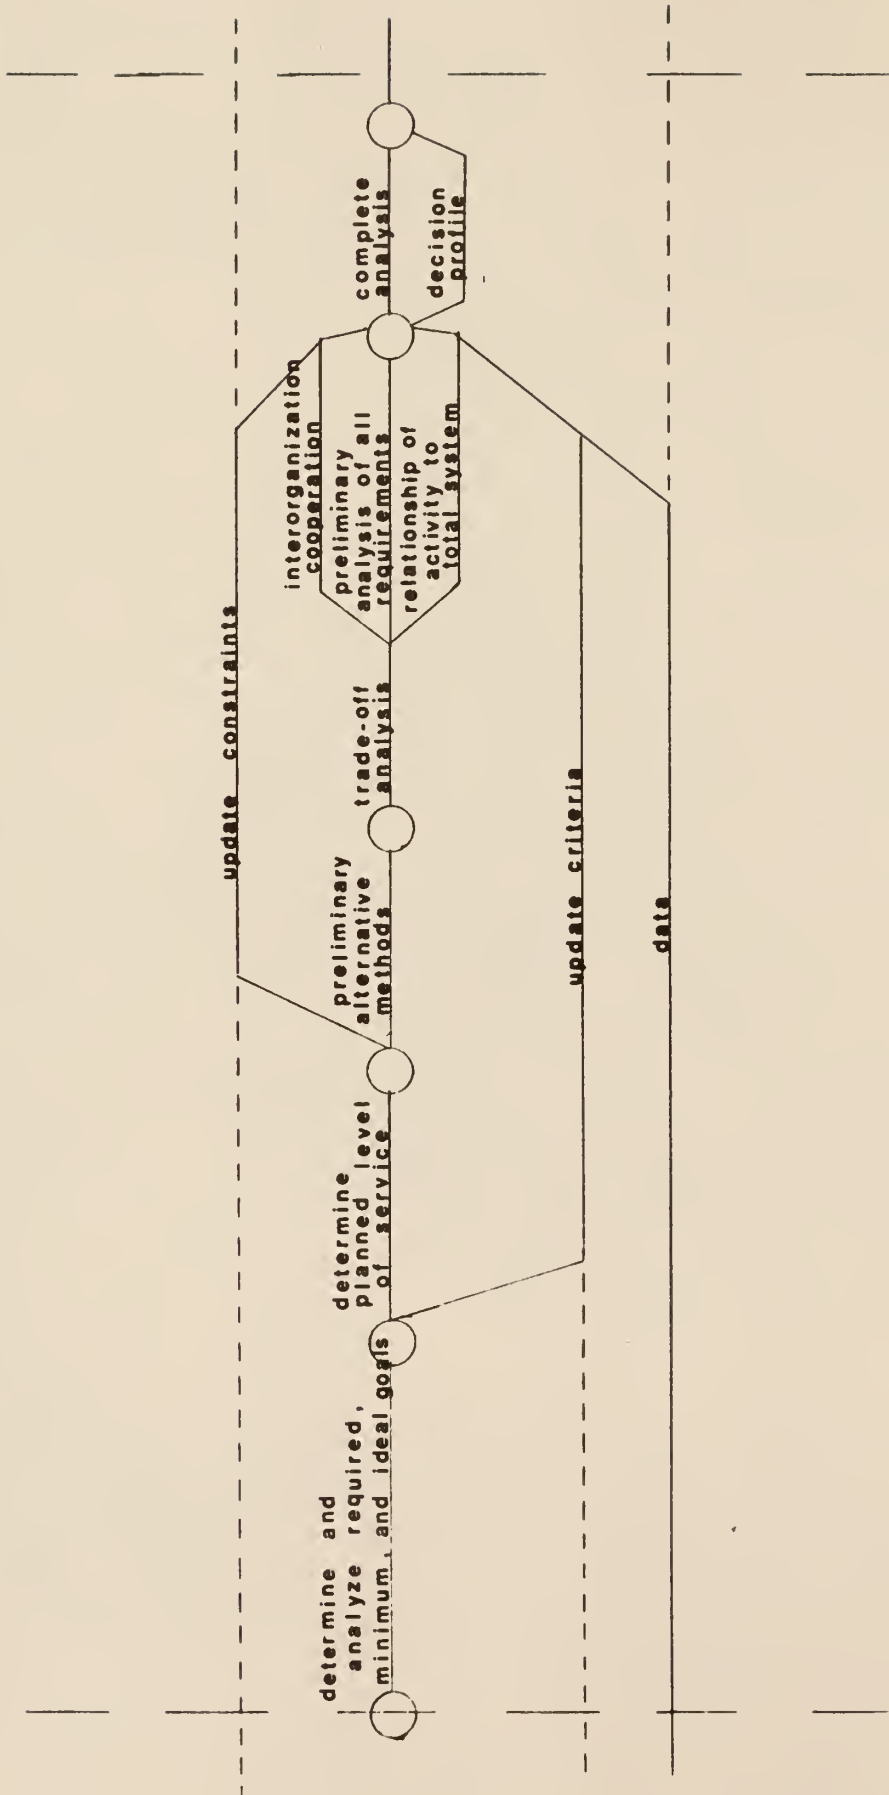 update constraints
determine and
analyze required,
minimum, and ideal goals
determine
planned level
of service
preliminary
alternative
methods
trade-off
analysis
interorganization
cooperation
preliminary
analysis of all
requirements
relationship of
activity to
total system
complete
analysis
decision
profile
update criteria
data